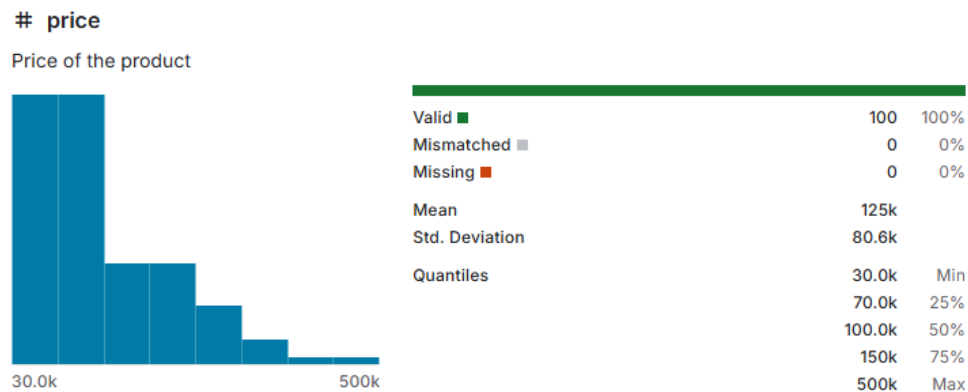 # price
Price of the product
30.0k 500k
Valid 100 100%
Mismatched 0 0%
Missing 0 0%
Mean 125k
Std. Deviation 80.6k
Quantiles 30.0k Min
70.0k 25%
100.0k 50%
150k 75%
500k Max